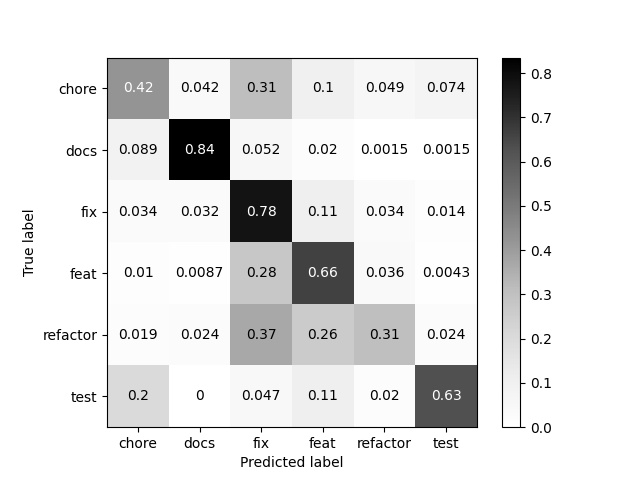 chore 0.42 0.042 0.31 0.1 0.049 0.074
docs 0.089 0.84 0.052 0.02 0.0015 0.0015
fix 0.034 0.032 0.78 0.11 0.034 0.014
feat 0.01 0.0087 0.28 0.66 0.036 0.0043
refactor 0.019 0.024 0.37 0.26 0.31 0.024
test 0.2 0 0.047 0.11 0.02 0.63
chore docs fix feat refactor test
Predicted label
True label
0.8
0.7
0.6
0.5
0.4
0.3
0.2
0.1
0.0